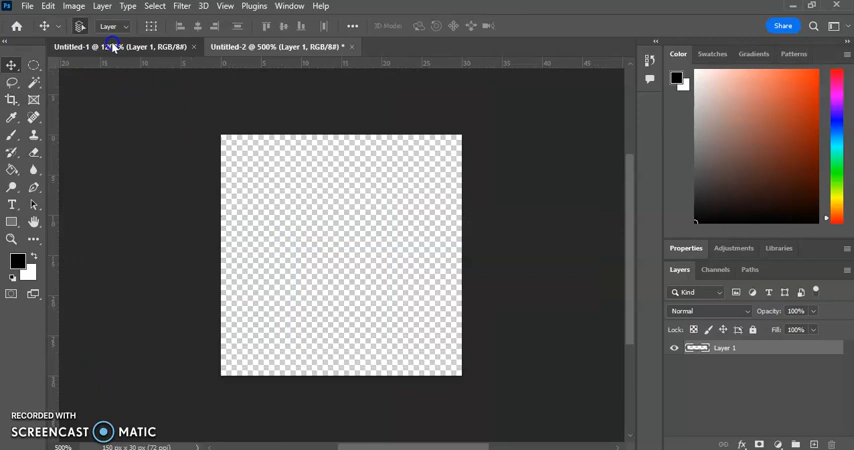 Ps File Edit Image Layer Type Select Filter 3D View Plugins Window Help
Layer 3D Mode: Share
Untitled-1 @ (Layer 1, RGB/8#) × Untitled-2 @ 500% (Layer 1, RGB/8#) * ×
Color Swatches Gradients Patterns
Properties Adjustments Libraries
Layers Channels Paths
Kind
Normal Opacity: 100%
Lock: Fill: 100%
Layer 1
RECORDED WITH
SCREENCAST MATIC
500% 150 px x 30 px (72 ppi)